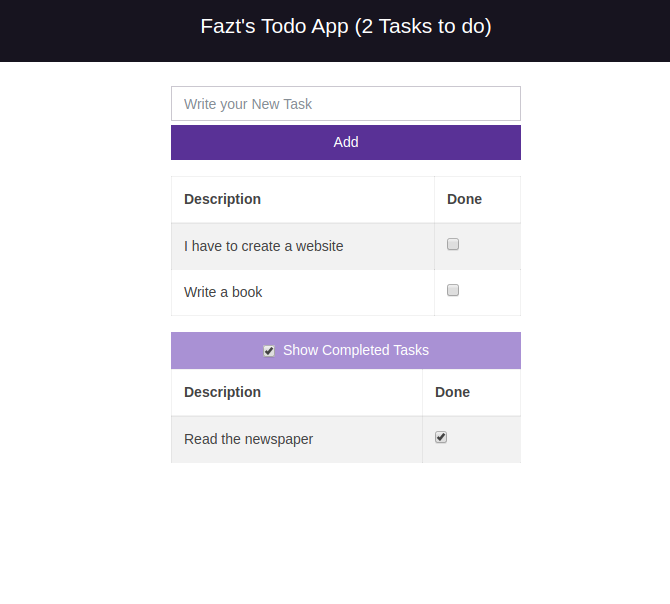 Fazt's Todo App (2 Tasks to do)
Write your New Task
Add
Description Done
I have to create a website
Write a book
Show Completed Tasks
Description Done
Read the newspaper